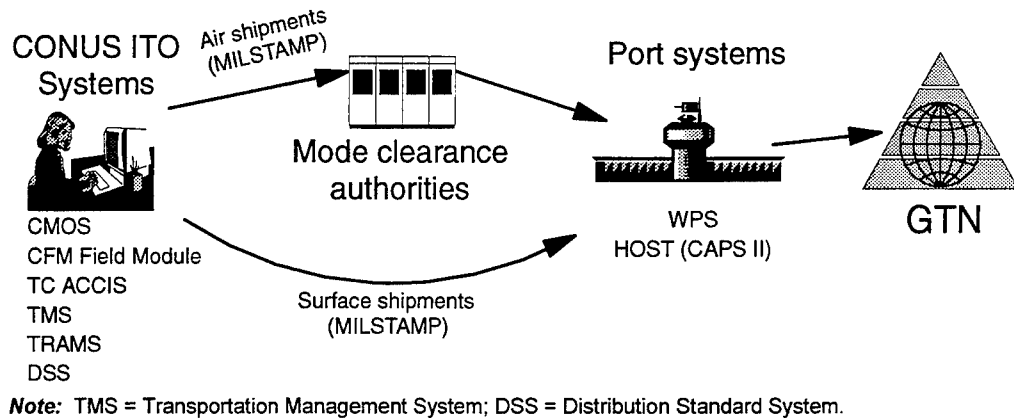 CONUS ITO
Systems
Air shipments
(MILSTAMP)
Mode clearance
authorities
Port systems
GTN
CMOS
CFM Field Module
TC ACCIS
TMS
TRAMS
DSS
WPS
HOST (CAPS II)
Surface shipments
(MILSTAMP)
Note: TMS = Transportation Management System; DSS = Distribution Standard System.